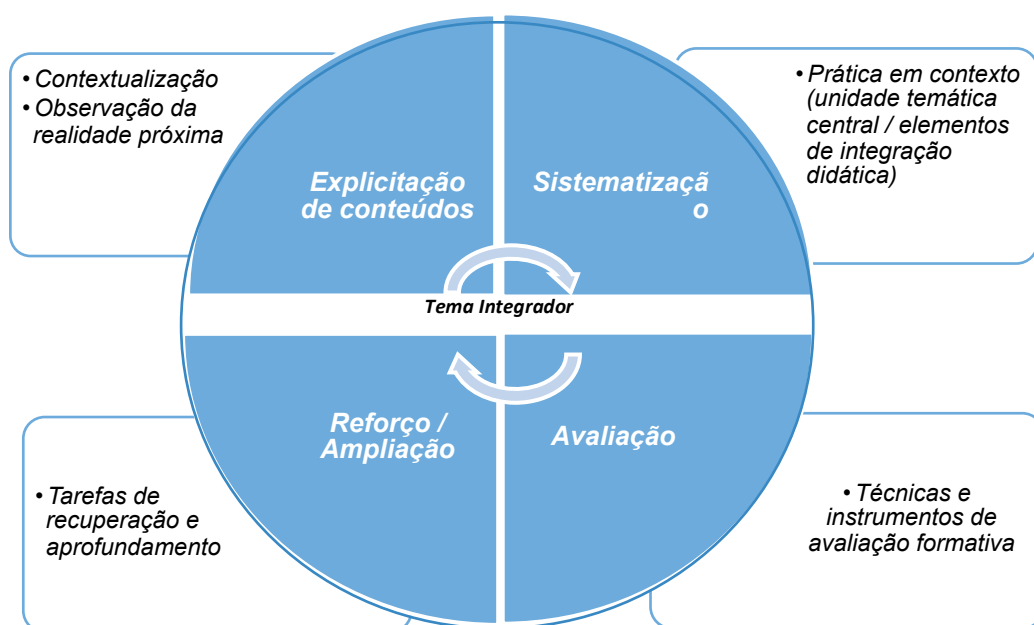 • Contextualização
• Observação da
realidade próxima
• Prática em contexto
(unidade temática
central / elementos
de integração
didática)
Explicitação
de conteúdos
Sistematizaçã
o
Tema Integrador
Reforço /
Ampliação
Avaliação
• Tarefas de
recuperação e
aprofundamento
• Técnicas e
instrumentos de
avaliação formativa